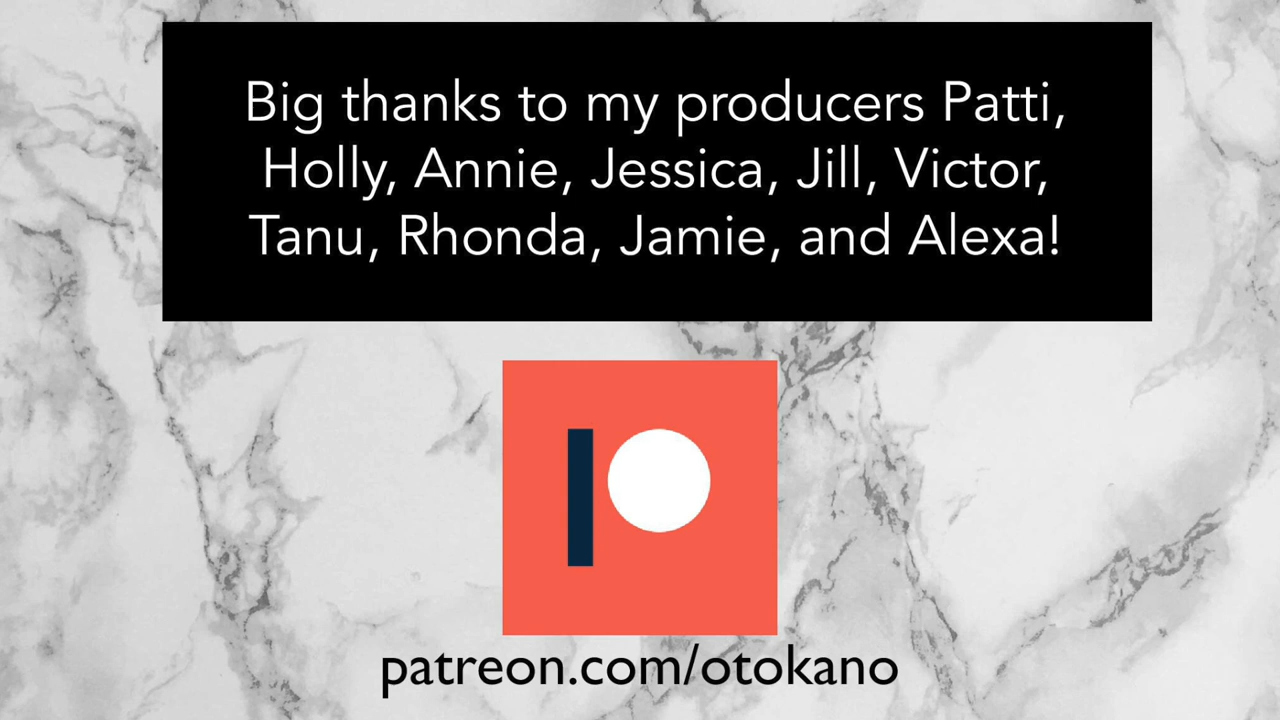 Big thanks to my producers Patti,
Holly, Annie, Jessica, Jill, Victor,
Tanu, Rhonda, Jamie, and Alexa!
patreon.com/otokano